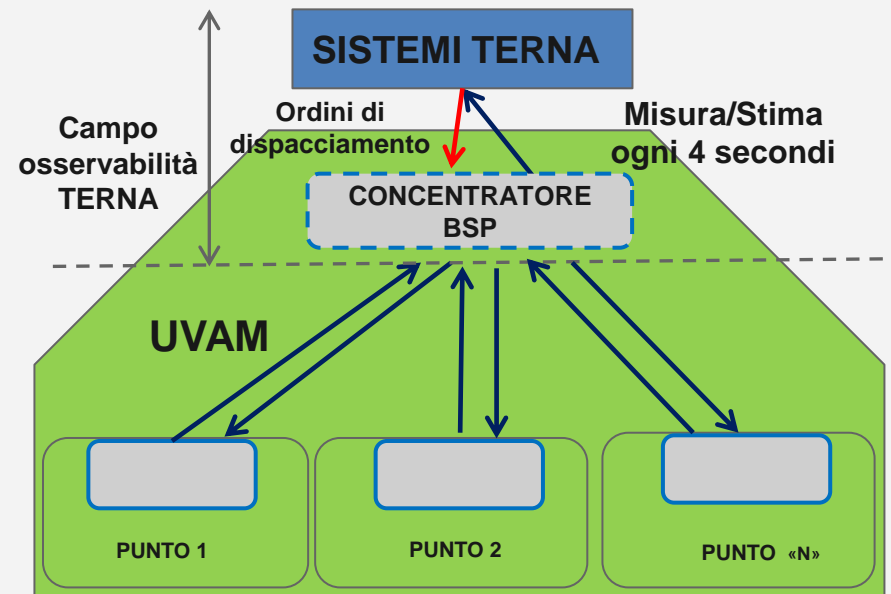 SISTEMI TERNA
Ordini di
dispacciamento
Misura/Stima
ogni 4 secondi
Campo
osservabilità
TERNA
CONCENTRATORE
BSP
UVAM
PUNTO 1
PUNTO 2
PUNTO «N»